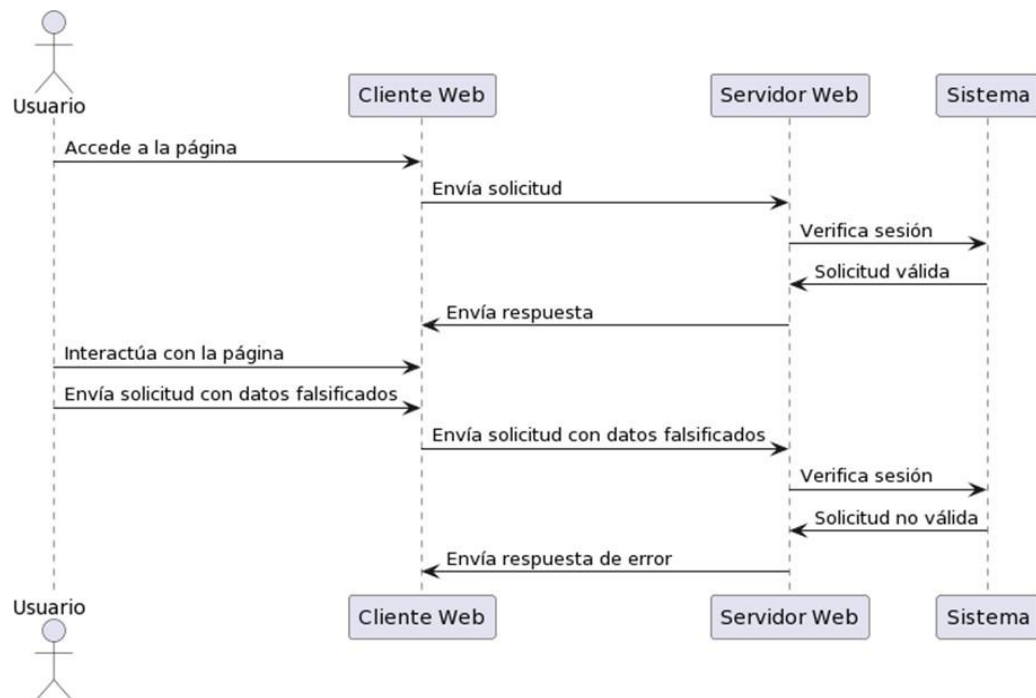 Usuario
Cliente Web
Servidor Web
Sistema
Accede a la página
Envía solicitud
Verifica sesión
Solicitud válida
Envía respuesta
Interactúa con la página
Envía solicitud con datos falsificados
Envía solicitud con datos falsificados
Verifica sesión
Solicitud no válida
Envía respuesta de error
Usuario
Cliente Web
Servidor Web
Sistema